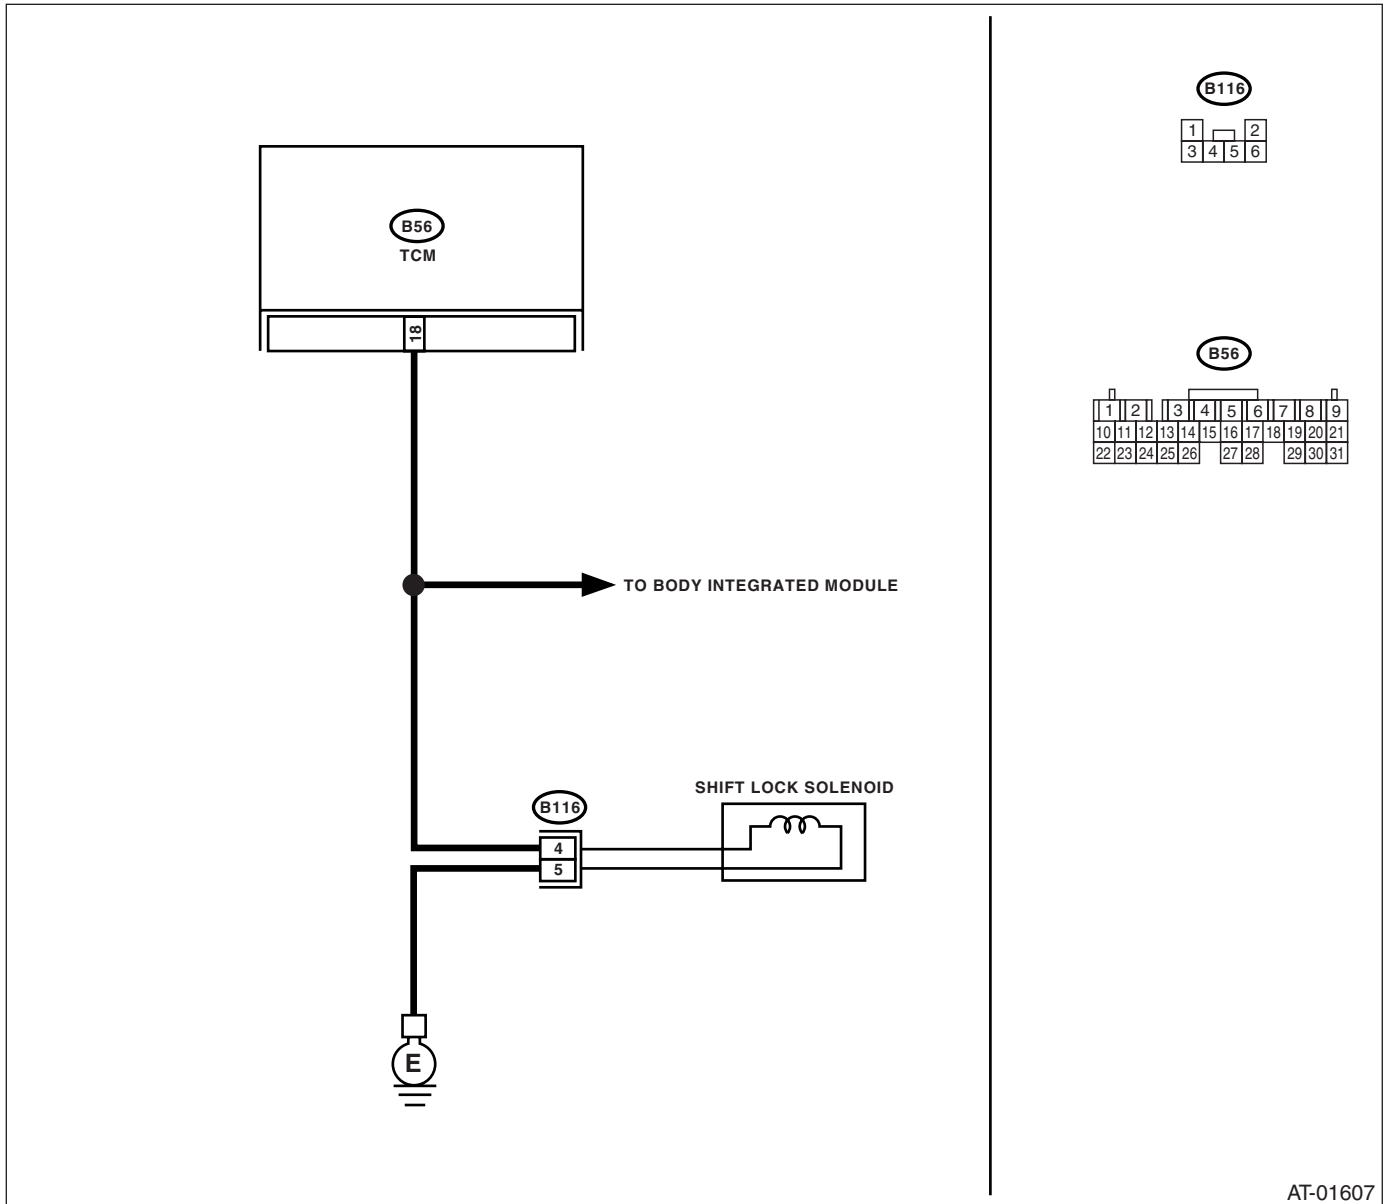 B56
TCM
18
TO BODY INTEGRATED MODULE
SHIFT LOCK SOLENOID
B116
4
5
E
B116
1 2
3 4 5 6
B56
1 2 3 4 5 6 7 8 9
10 11 12 13 14 15 16 17 18 19 20 21
22 23 24 25 26 27 28 29 30 31
AT-01607